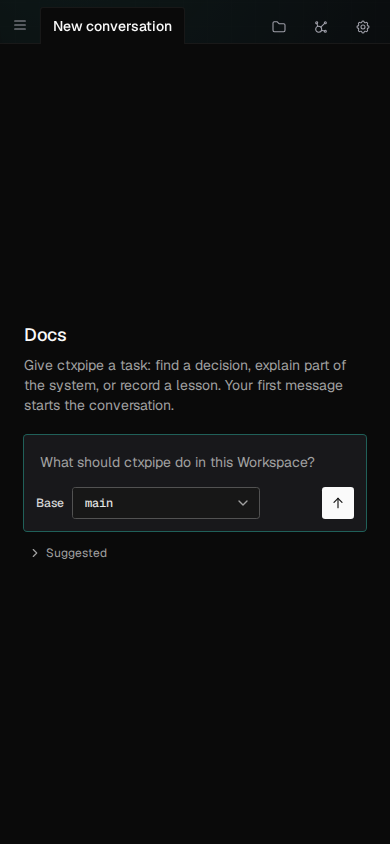 New conversation
Docs
Give ctxpipe a task: find a decision, explain part of
the system, or record a lesson. Your first message
starts the conversation.
What should ctxpipe do in this Workspace?
Base
main
Suggested